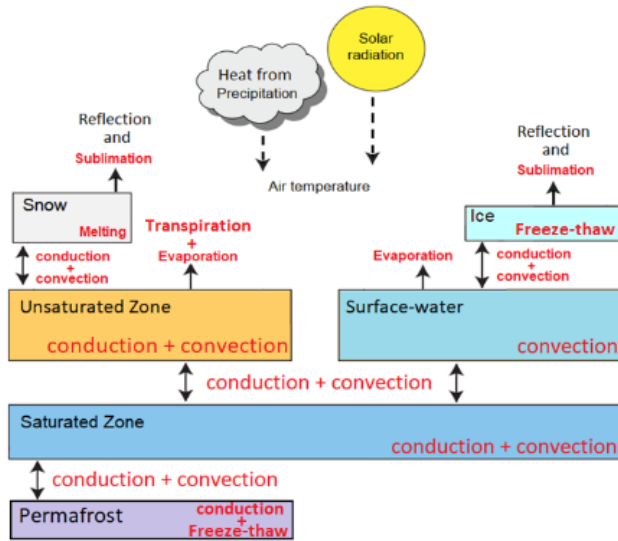 Solar
radiation
Heat from
Precipitation
Reflection
and
Sublimation
Reflection
and
Sublimation
Air temperature
Snow
Melting
Ice
Freeze-thaw
Transpiration
+
Evaporation
conduction
+
convection
Evaporation
conduction
+
convection
Unsaturated Zone
conduction + convection
Surface-water
convection
conduction + convection
Saturated Zone
conduction + convection
conduction + convection
Permafrost
conduction
+
Freeze-thaw